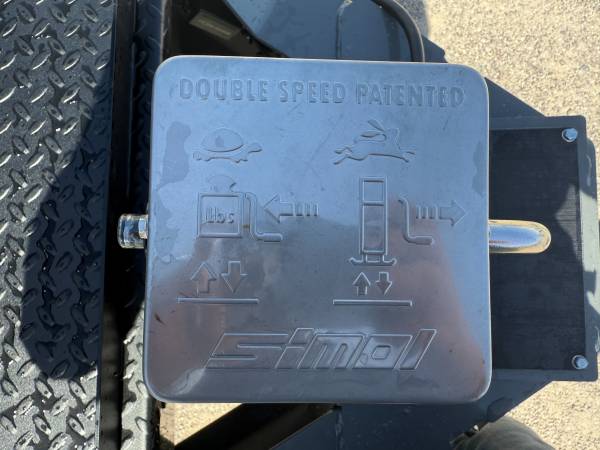 DOUBLE SPEED PATENTED
lbs
Simol